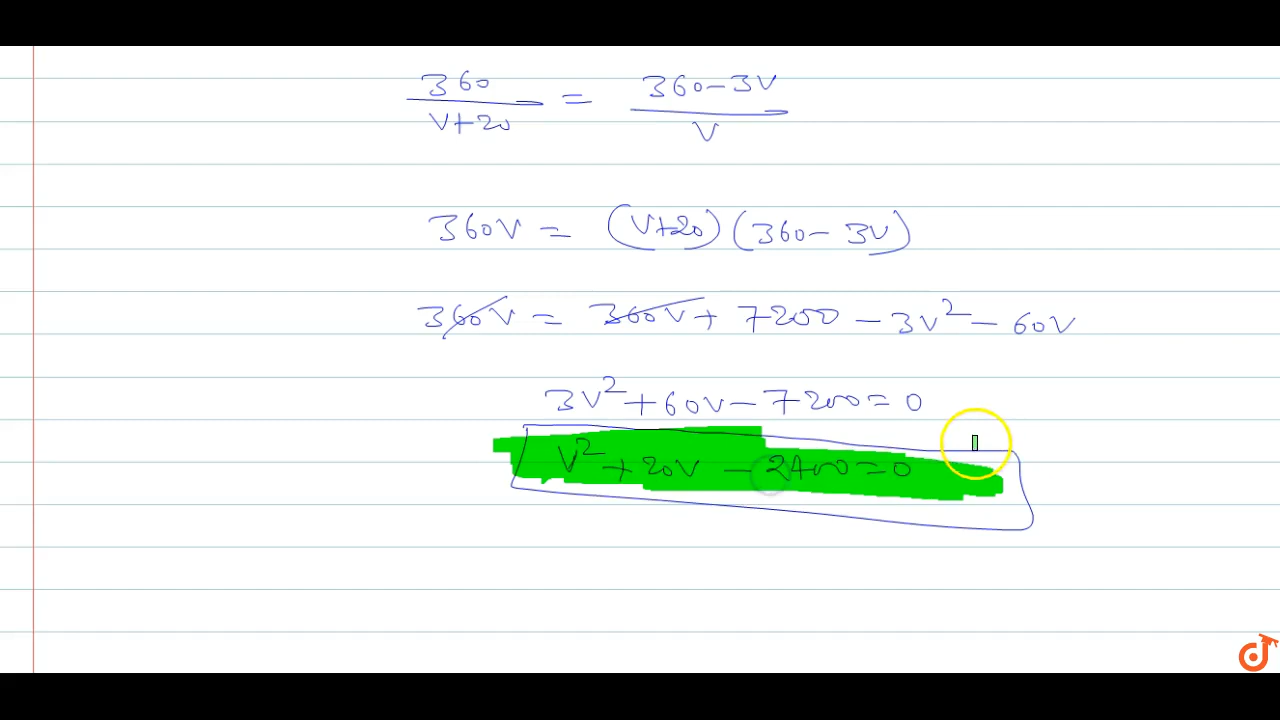 360/V+20 = 360-3V/V
360V = (V+20)(360-3V)
360V = 360V + 7200 - 3V² - 60V
3V² + 60V - 7200 = 0
V² + 20V - 2400 = 0